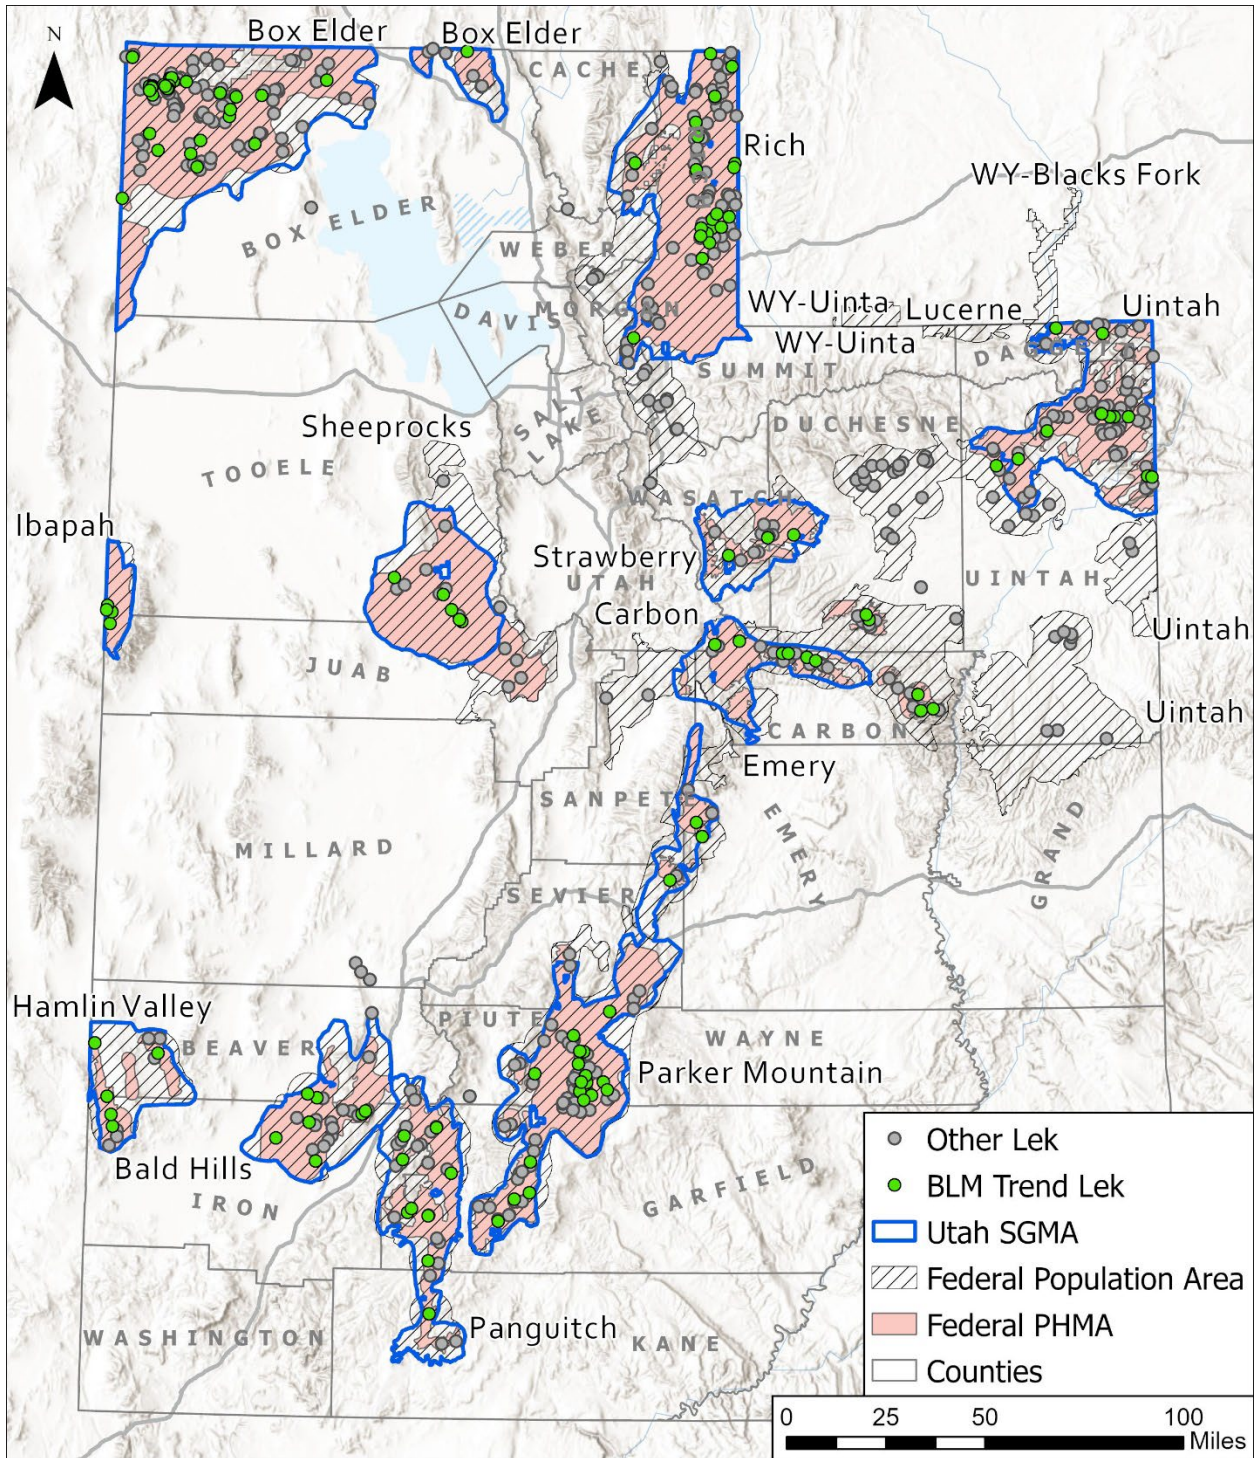 N
Box Elder
Box Elder
CACHE
Rich
WY-Blacks Fork
BOX ELDER
WEBER
WY-Uinta
Lucerne
Uintah
MORGAN
DAVIS
WY-Uinta
DAGGETT
SUMMIT
SALT
LAKE
DUCHESNE
Sheeprocks
TOOELE
WASATCH
Ibapah
Strawberry
UTAH
UINTAH
Carbon
Uintah
JUAB
Uintah
CARBON
Emery
SANPETE
EMERY
MILLARD
GRAND
SEVIER
Hamlin Valley
PIUTE
BEAVER
WAYNE
Parker Mountain
Bald Hills
IRON
GARFIELD
Panguitch
WASHINGTON
KANE
Other Lek
BLM Trend Lek
Utah SGMA
Federal Population Area
Federal PHMA
Counties
0 25 50 100
Miles